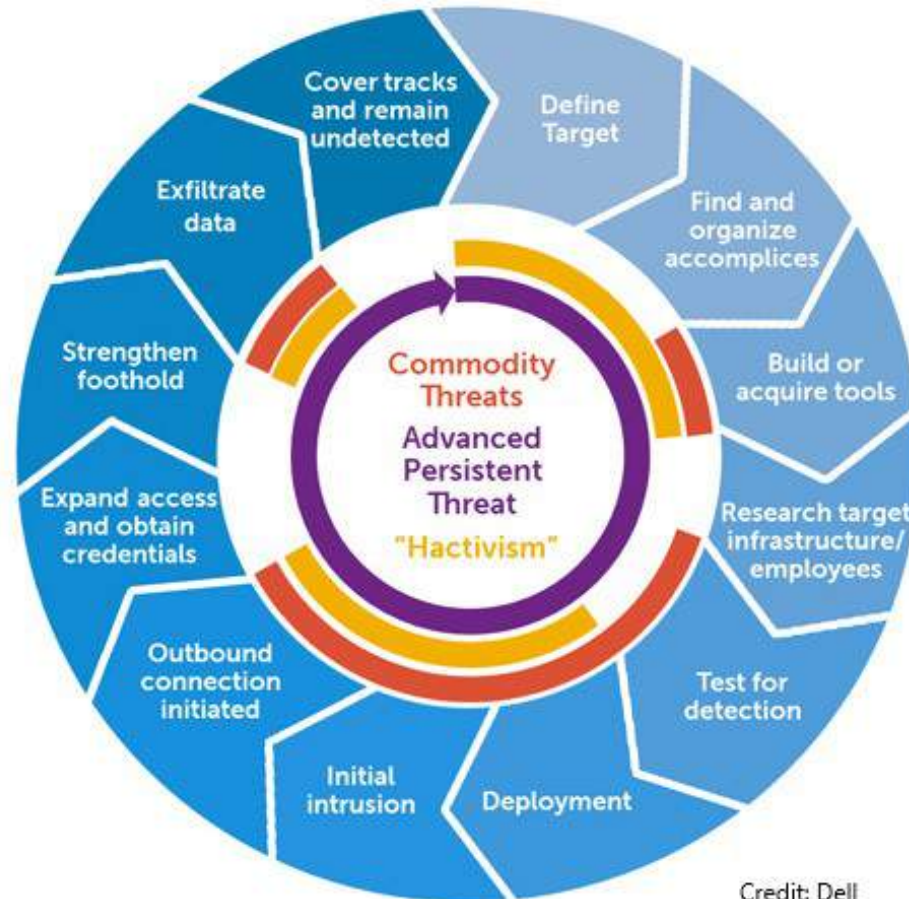 Define
Target
Find and
organize
accomplices
Build or
acquire tools
Research target
infrastructure/
employees
Test for
detection
Deployment
Initial
intrusion
Outbound
connection
initiated
Expand access
and obtain
credentials
Strengthen
foothold
Exfiltrate
data
Cover tracks
and remain
undetected
Commodity
Threats
Advanced
Persistent
Threat
"Hactivism"
Credit: Dell